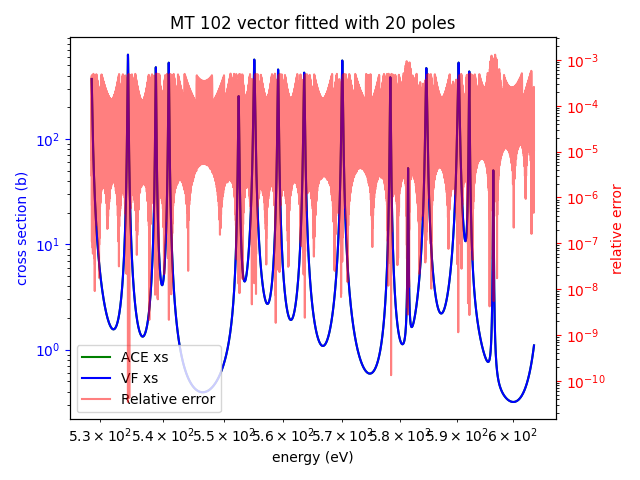 MT 102 vector fitted with 20 poles
cross section (b)
10²
10¹
10⁰
10⁻³
10⁻⁴
10⁻⁵
10⁻⁶
10⁻⁷
10⁻⁸
10⁻⁹
10⁻¹⁰
relative error
ACE xs
VF xs
Relative error
5.3 × 10² 5.4 × 10² 5.5 × 10² 5.6 × 10² 5.7 × 10² 5.8 × 10² 5.9 × 10² 6 × 10²
energy (eV)